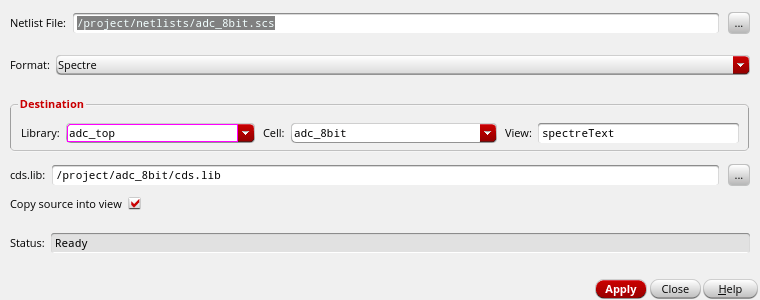 Netlist File: /project/netlists/adc_8bit.scs ...
Format: Spectre
Destination
Library: adc_top Cell: adc_8bit View: spectreText
cds.lib: /project/adc_8bit/cds.lib ...
Copy source into view
Status: Ready
Apply Close Help